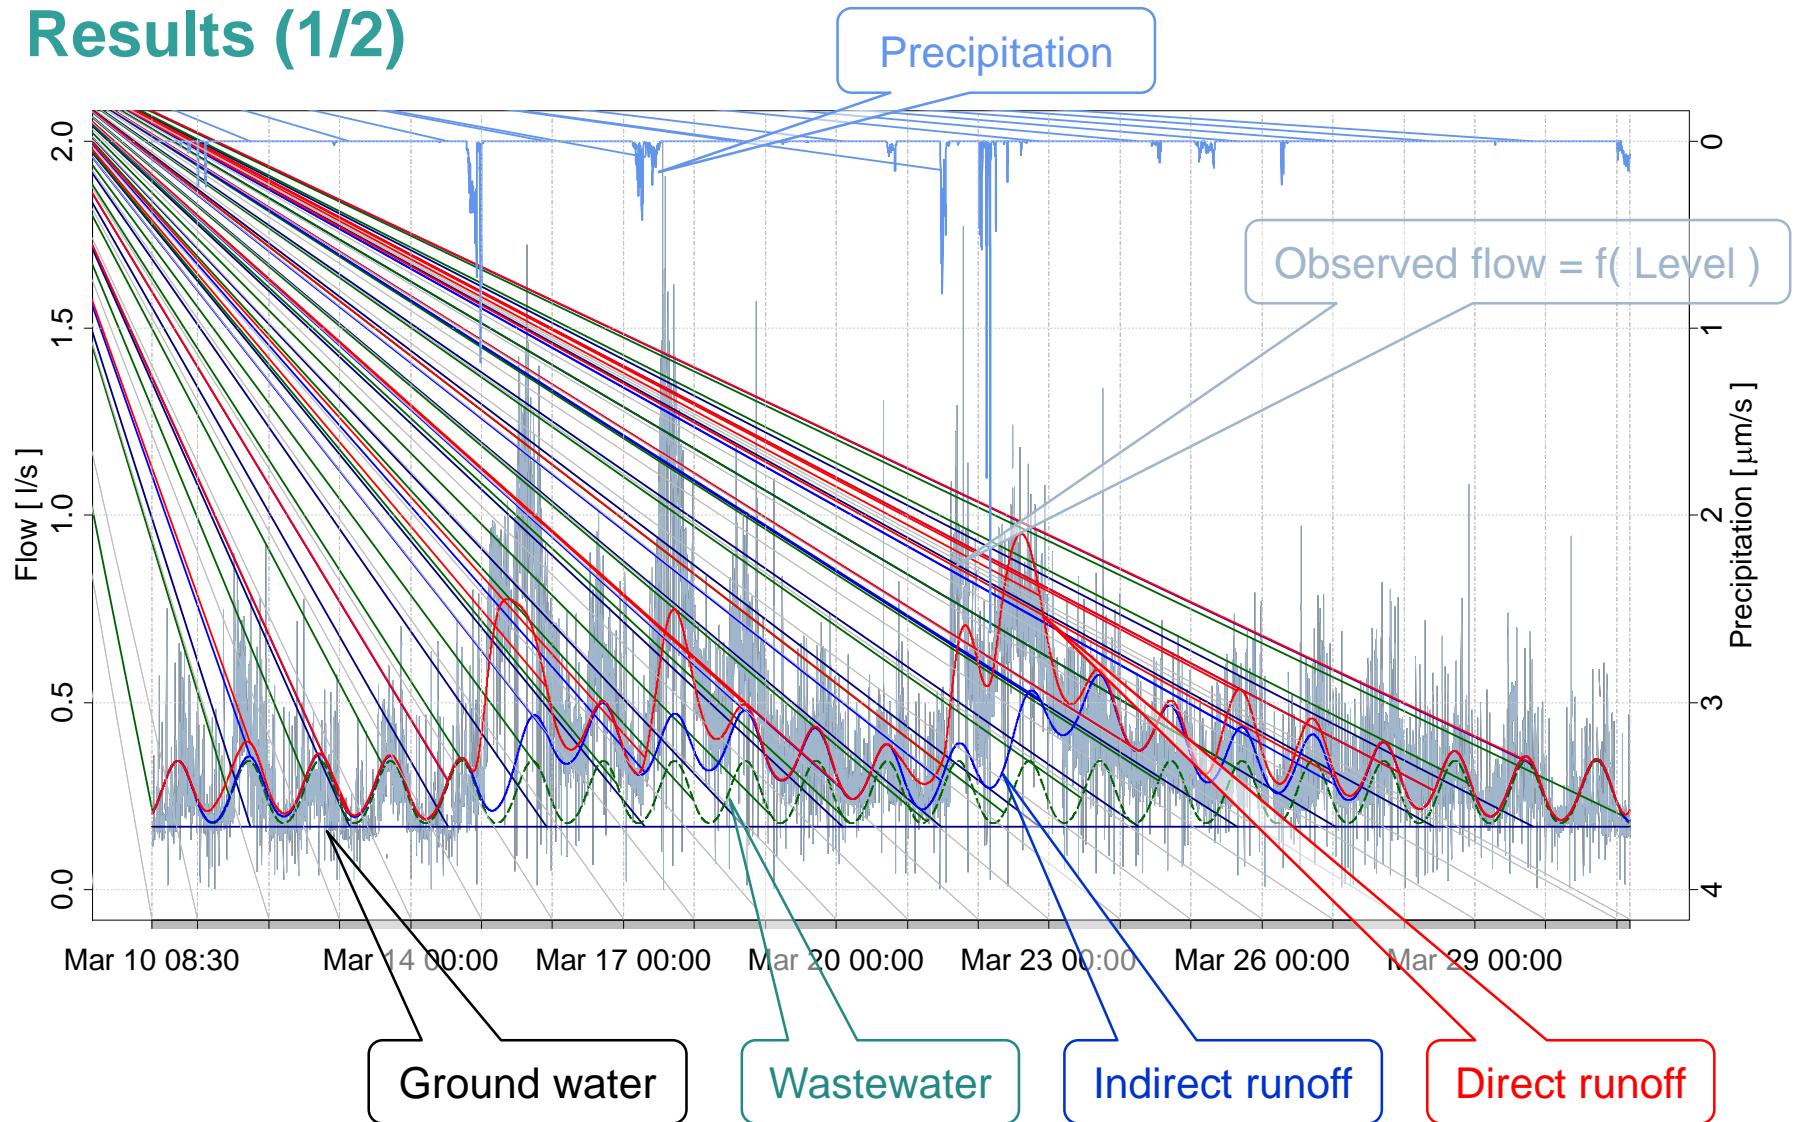 Results (1/2)
Precipitation
Observed flow = f( Level )
Flow [ l/s ]
2.0
1.5
1.0
0.5
0.0
0
1
2
3
4
Precipitation [ µm/s ]
Mar 10 08:30 Mar 14 00:00 Mar 17 00:00 Mar 20 00:00 Mar 23 00:00 Mar 26 00:00 Mar 29 00:00
Ground water Wastewater Indirect runoff Direct runoff